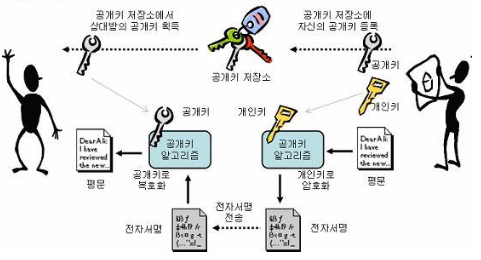 공개키 저장소에서
상대방의 공개키 획득
공개키 저장소에
자신의 공개키 등록
공개키 저장소
공개키
개인키
공개키
개인키
공개키
알고리즘
공개키
알고리즘
DearAli:
I have
reviewed
the new...
DearAli:
I have
reviewed
the new...
평문
공개키로
복호화
개인키로
암호화
평문
전자서명
전자서명
전송
전자서명